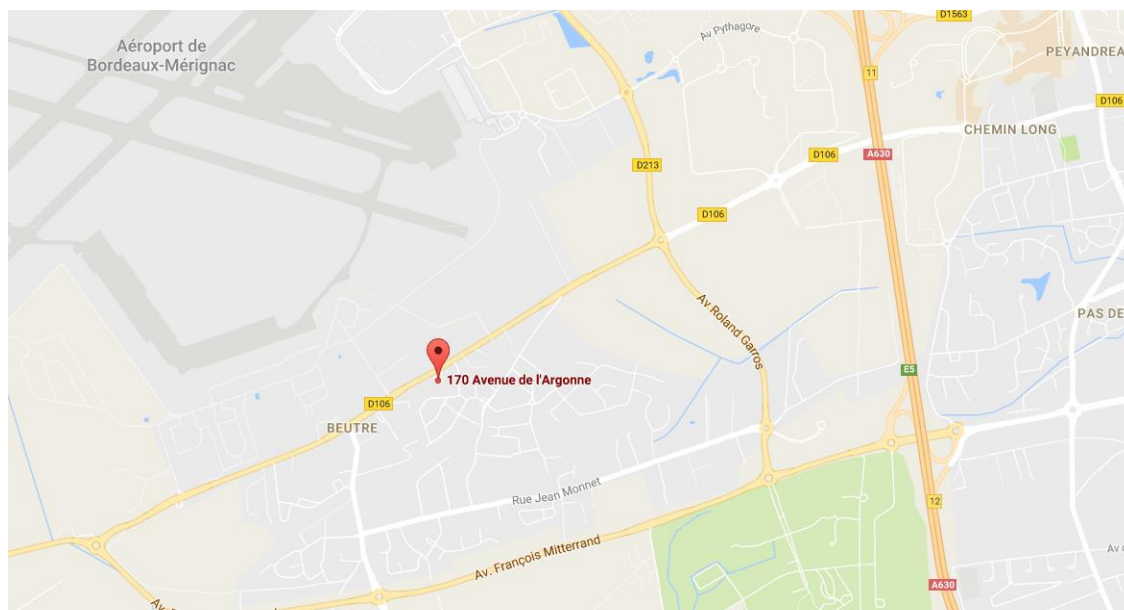 D1563
Aéroport de
Bordeaux-Mérignac
Av Pythagore
PEYANDREA
11
D106
CHEMIN LONG
D106
A630
D213
D106
Av Roland Garros
PAS DE
E5
170 Avenue de l'Argonne
D106
BEUTRE
Rue Jean Monnet
12
Av. François Mitterrand
Av
A630